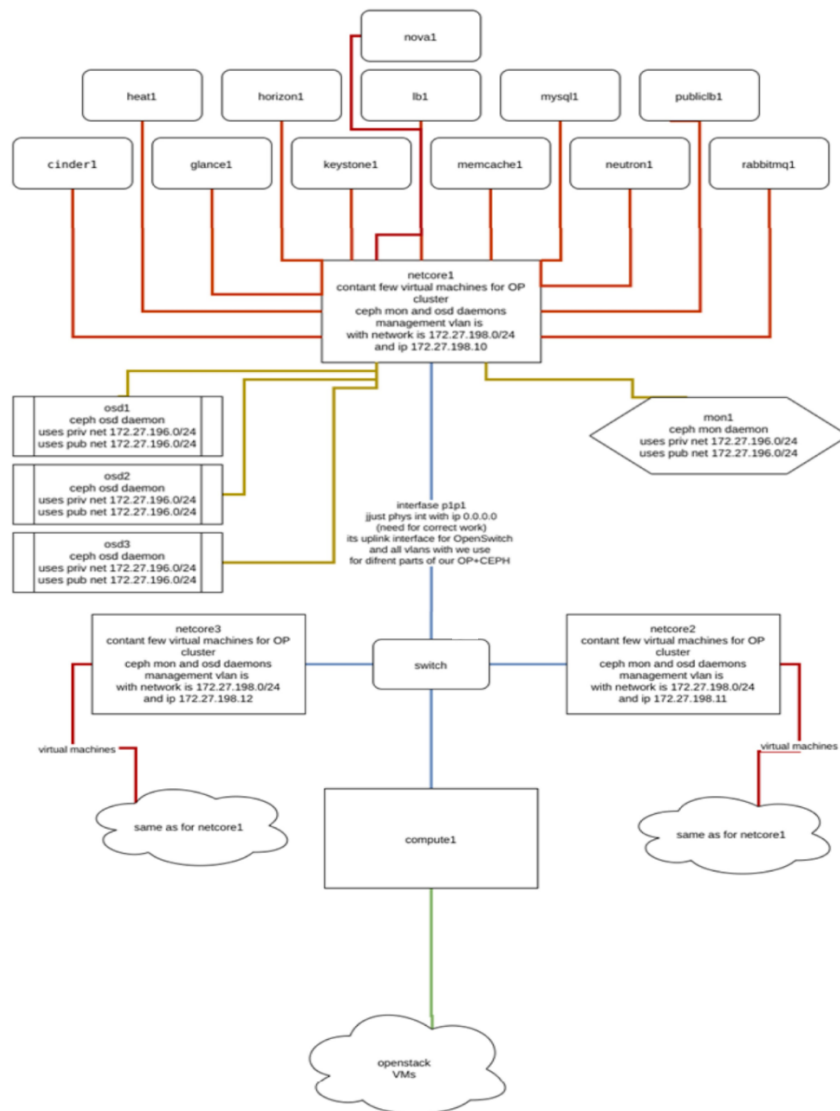 nova1
heat1
horizon1
lb1
mysql1
publiclb1
cinder1
glance1
keystone1
memcache1
neutron1
rabbitmq1
netcore1
contant few virtual machines for OP
cluster
ceph mon and osd daemons
management vlan is
with network is 172.27.198.0/24
and ip 172.27.198.10
osd1
ceph osd daemon
uses priv net 172.27.196.0/24
uses pub net 172.27.196.0/24
mon1
ceph mon daemon
uses priv net 172.27.196.0/24
uses pub net 172.27.196.0/24
osd2
ceph osd daemon
uses priv net 172.27.196.0/24
uses pub net 172.27.196.0/24
osd3
ceph osd daemon
uses priv net 172.27.196.0/24
uses pub net 172.27.196.0/24
interfase p1p1
jjust phys int with ip 0.0.0.0
(need for correct work)
its uplink interface for OpenSwitch
and all vlans with we use
for difrent parts of our OP+CEPH
netcore3
contant few virtual machines for OP
cluster
ceph mon and osd daemons
management vlan is
with network is 172.27.198.0/24
and ip 172.27.198.12
switch
netcore2
contant few virtual machines for OP
cluster
ceph mon and osd daemons
management vlan is
with network is 172.27.198.0/24
and ip 172.27.198.11
virtual machines
virtual machines
same as for netcore1
compute1
same as for netcore1
openstack
VMs